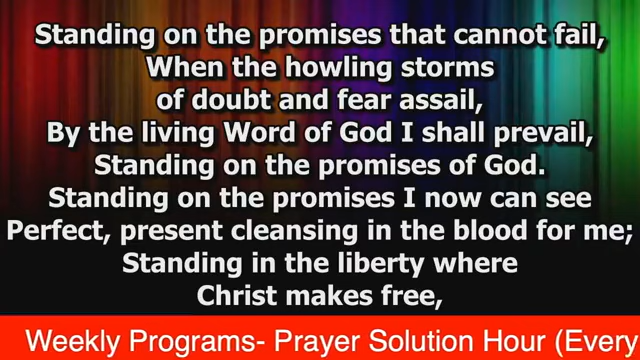 Standing on the promises that cannot fail,
When the howling storms
of doubt and fear assail,
By the living Word of God I shall prevail,
Standing on the promises of God.
Standing on the promises I now can see
Perfect, present cleansing in the blood for me;
Standing in the liberty where
Christ makes free,
Weekly Programs- Prayer Solution Hour (Every